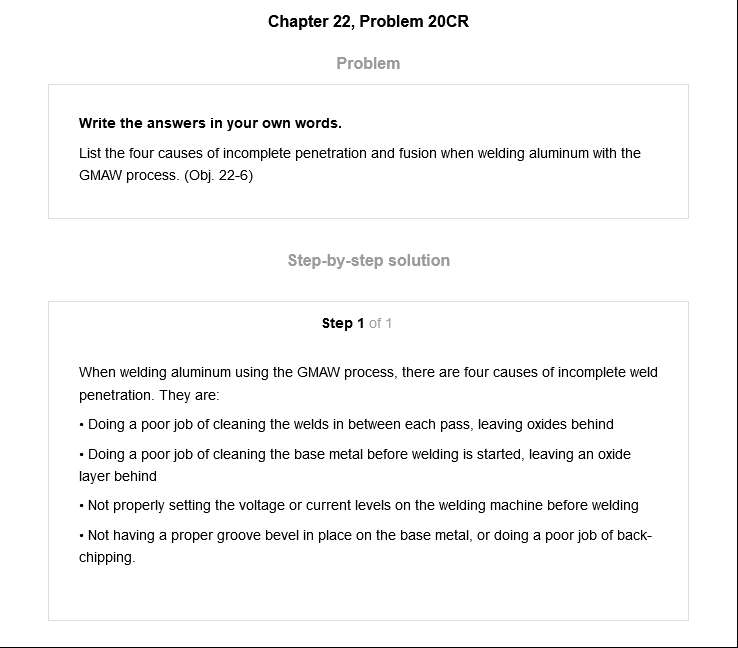 Chapter 22, Problem 20CR
Problem
Write the answers in your own words.
List the four causes of incomplete penetration and fusion when welding aluminum with the
GMAW process. (Obj. 22-6)
Step-by-step solution
Step 1 of 1
When welding aluminum using the GMAW process, there are four causes of incomplete weld
penetration. They are:
• Doing a poor job of cleaning the welds in between each pass, leaving oxides behind
• Doing a poor job of cleaning the base metal before welding is started, leaving an oxide
layer behind
• Not properly setting the voltage or current levels on the welding machine before welding
• Not having a proper groove bevel in place on the base metal, or doing a poor job of back-
chipping.